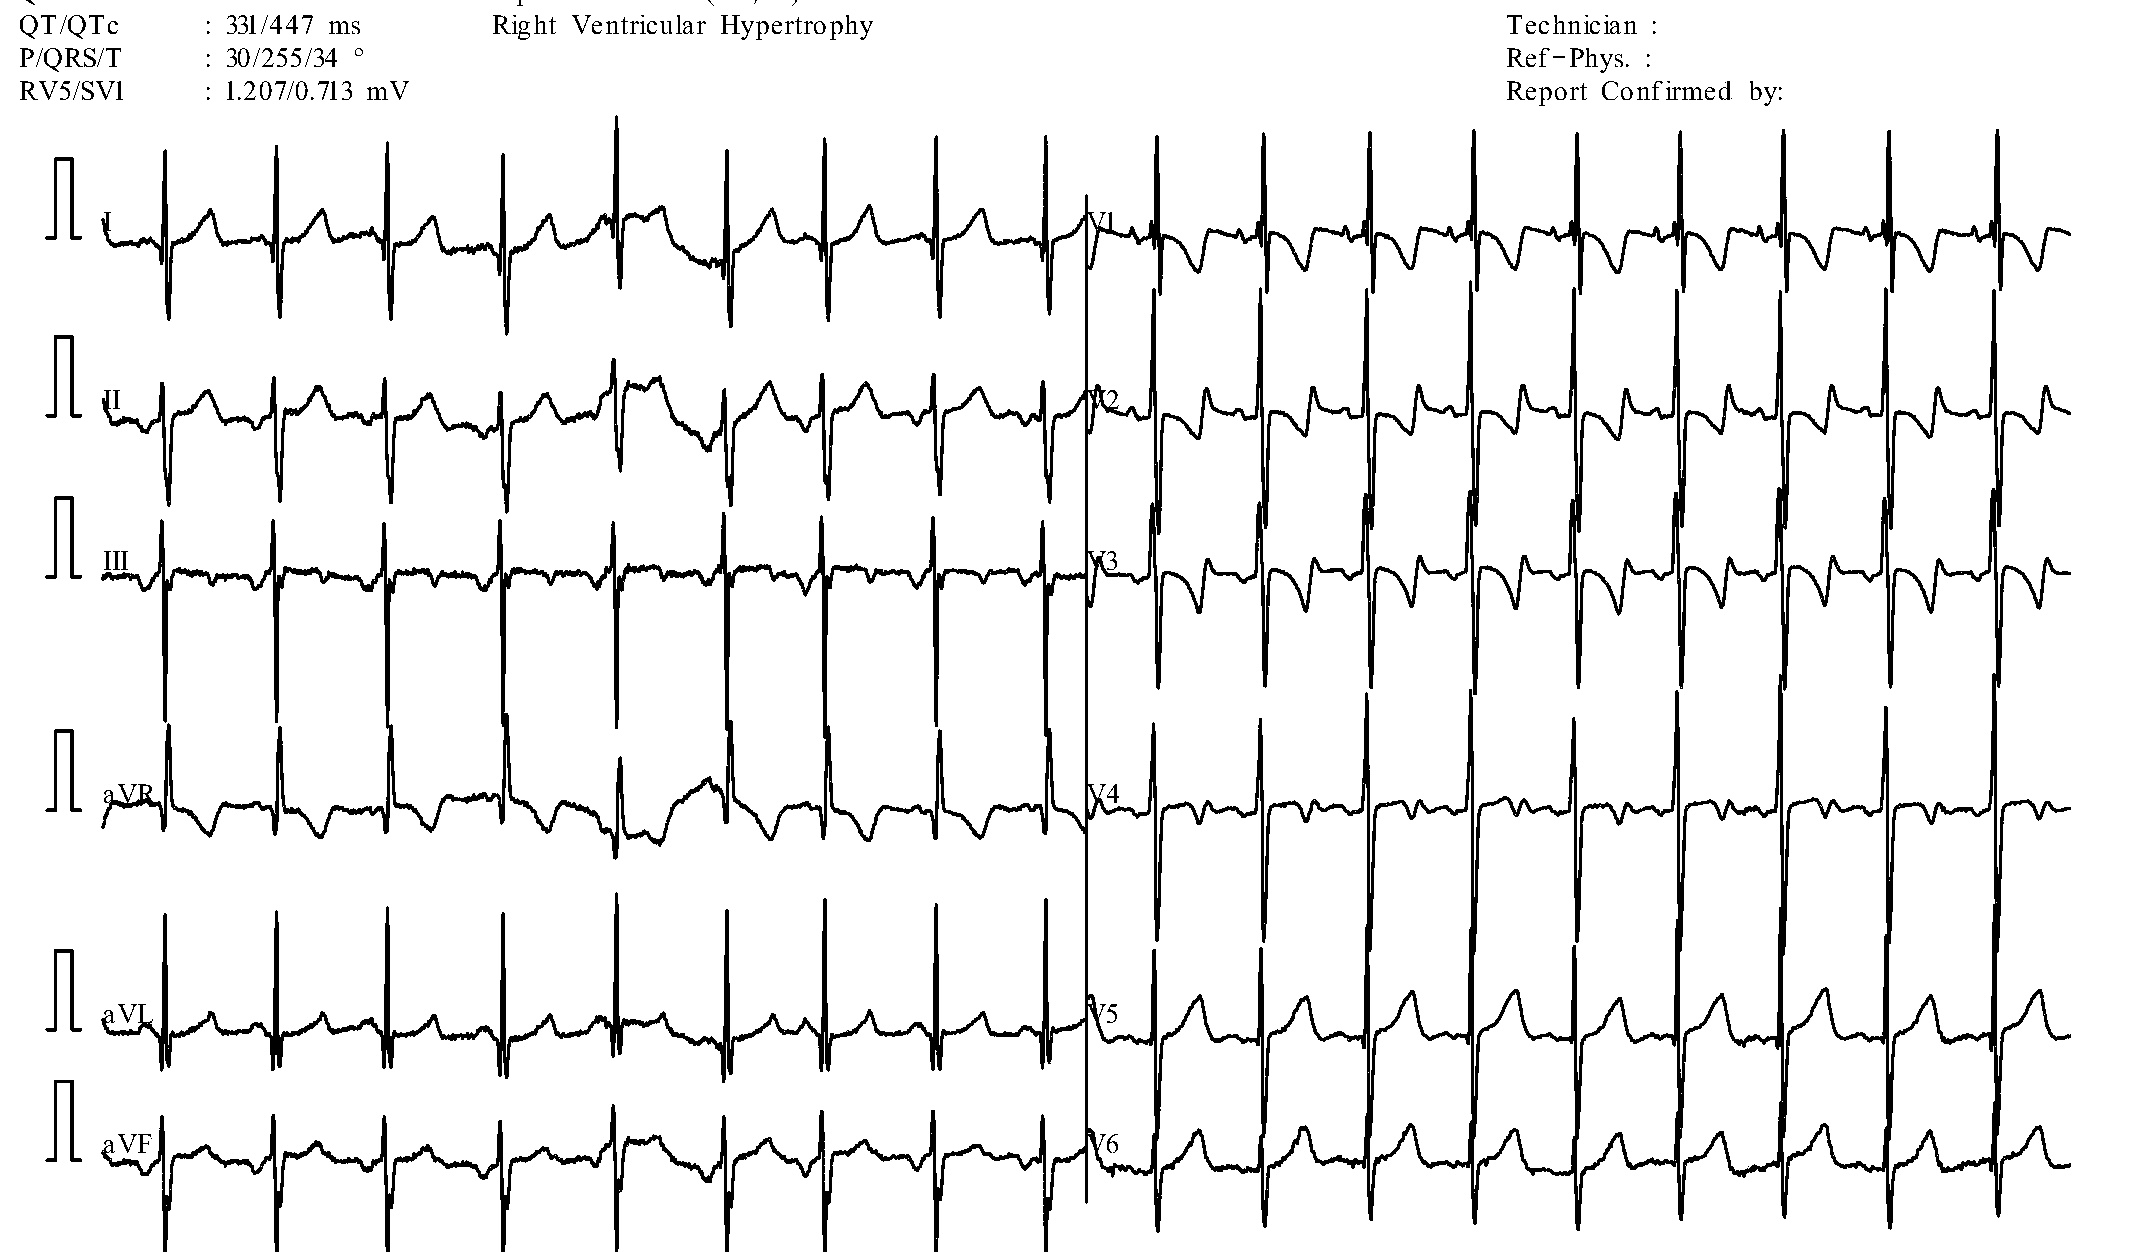 QT/QTc : 331/447 ms
P/QRS/T : 30/255/34 °
RV5/SV1 : 1.207/0.713 mV
Right Ventricular Hypertrophy
Technician :
Ref-Phys. :
Report Confirmed by:
I
II
III
aVR
aVL
aVF
V1
V2
V3
V4
V5
V6